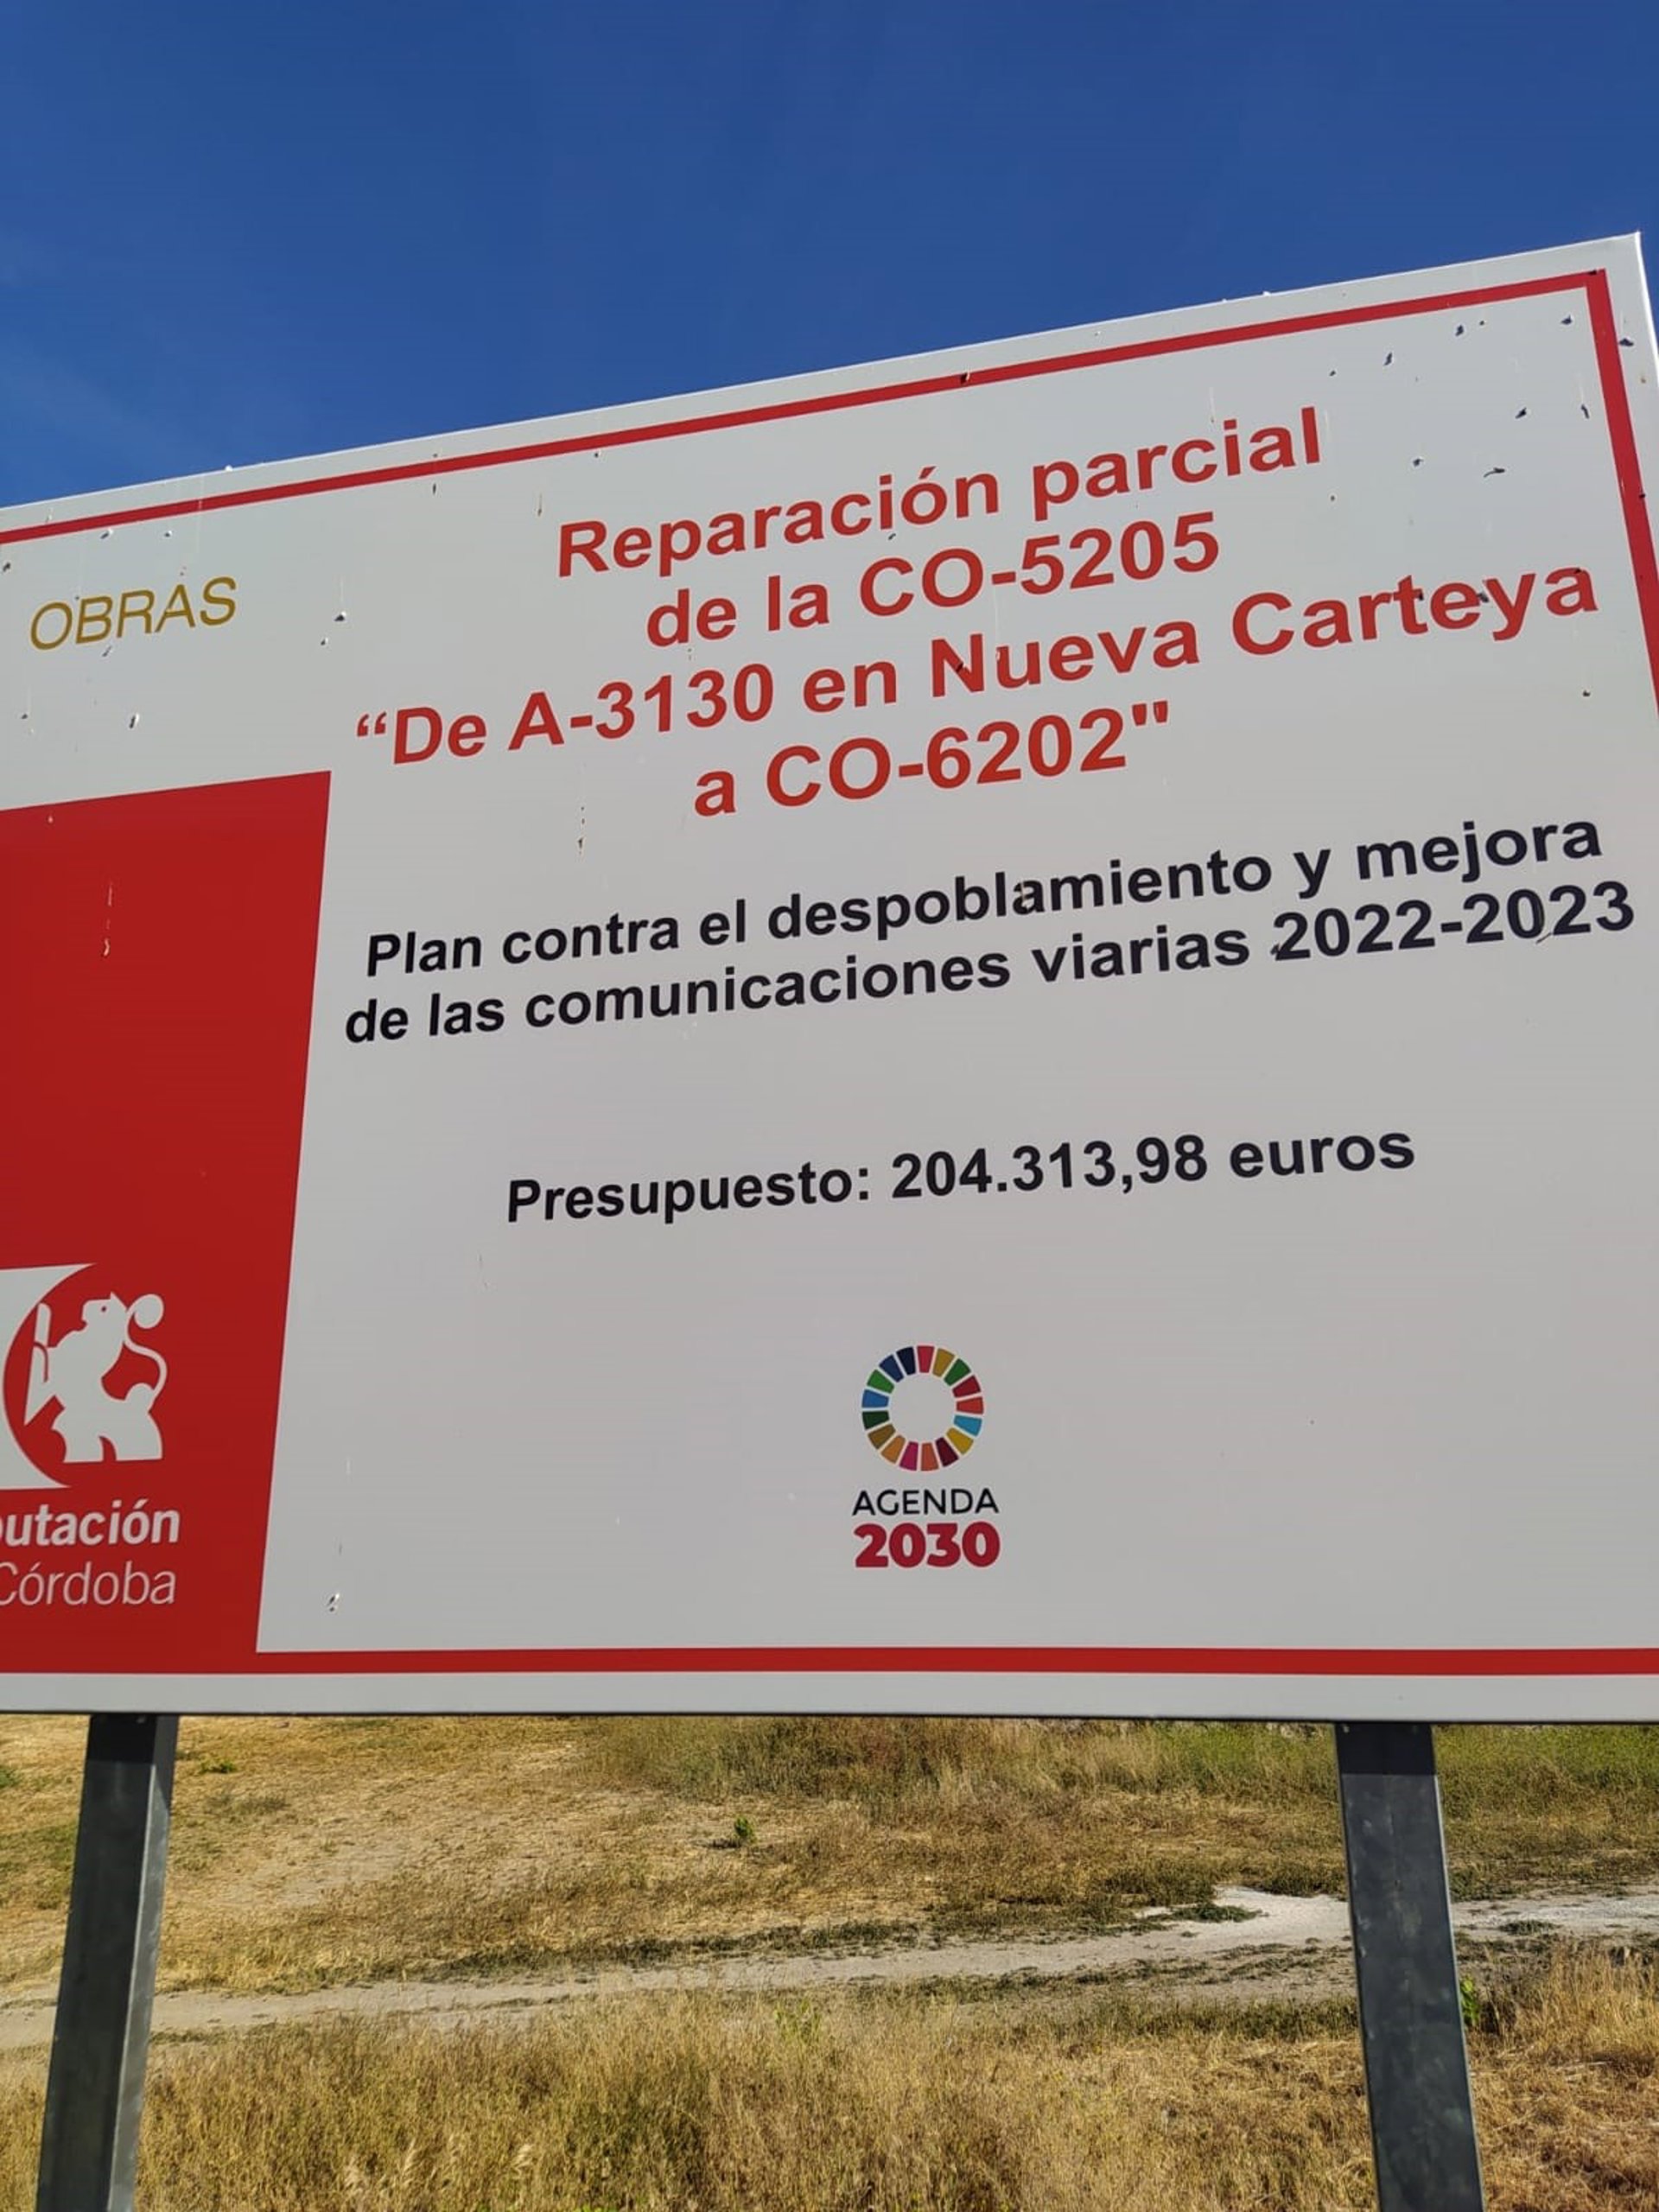 OBRAS
Reparación parcial
de la CO-5205
“De A-3130 en Nueva Carteya
a CO-6202"
Plan contra el despoblamiento y mejora
de las comunicaciones viarias 2022-2023
Presupuesto: 204.313,98 euros
utación
Córdoba
AGENDA
2030